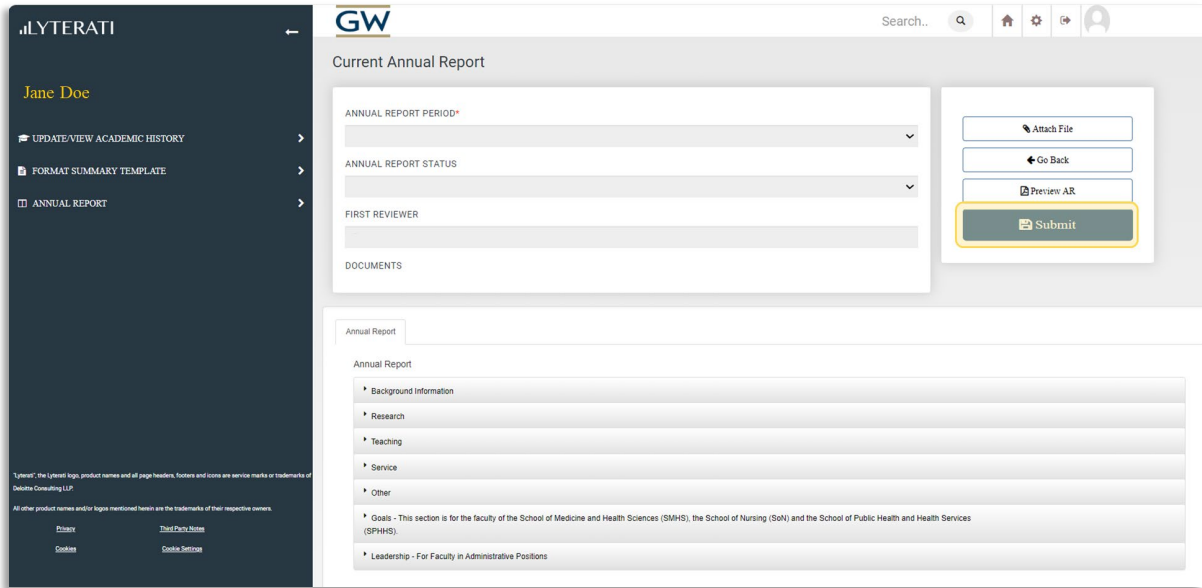 LYTERATI
Jane Doe
UPDATE/VIEW ACADEMIC HISTORY
FORMAT SUMMARY TEMPLATE
ANNUAL REPORT
"Lyterati", the Lyterati logo, product names and all page headers, footers and icons are service marks or trademarks of
Deloitte Consulting LLP.
All other product names and/or logos mentioned herein are the trademarks of their respective owners.
Privacy Third Party Notes
Cookies Cookie Settings
GW
Search..
Current Annual Report
ANNUAL REPORT PERIOD*
ANNUAL REPORT STATUS
FIRST REVIEWER
DOCUMENTS
Attach File
Go Back
Preview AR
Submit
Annual Report
Annual Report
Background Information
Research
Teaching
Service
Other
Goals - This section is for the faculty of the School of Medicine and Health Sciences (SMHS), the School of Nursing (SoN) and the School of Public Health and Health Services
(SPHHS).
Leadership - For Faculty in Administrative Positions